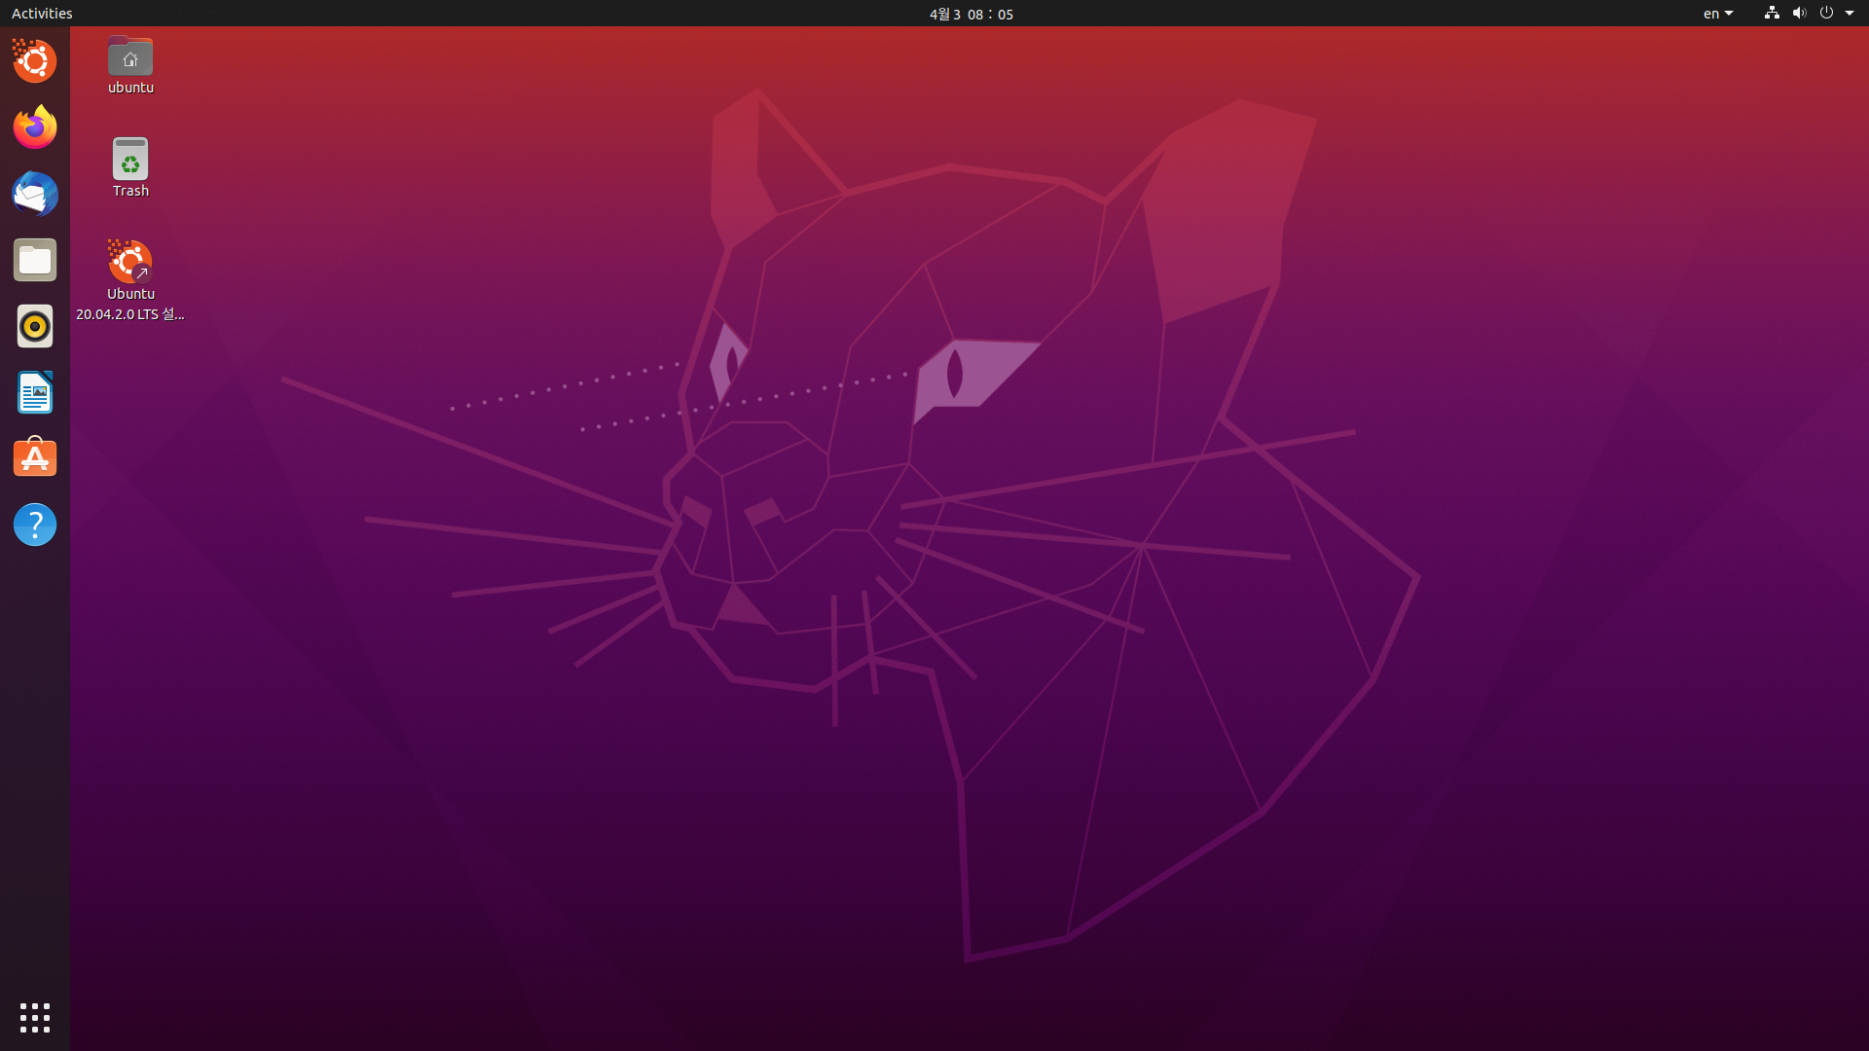 Activities
4월 3 08 : 05
en
ubuntu
Trash
Ubuntu
20.04.2.0 LTS 설...
?